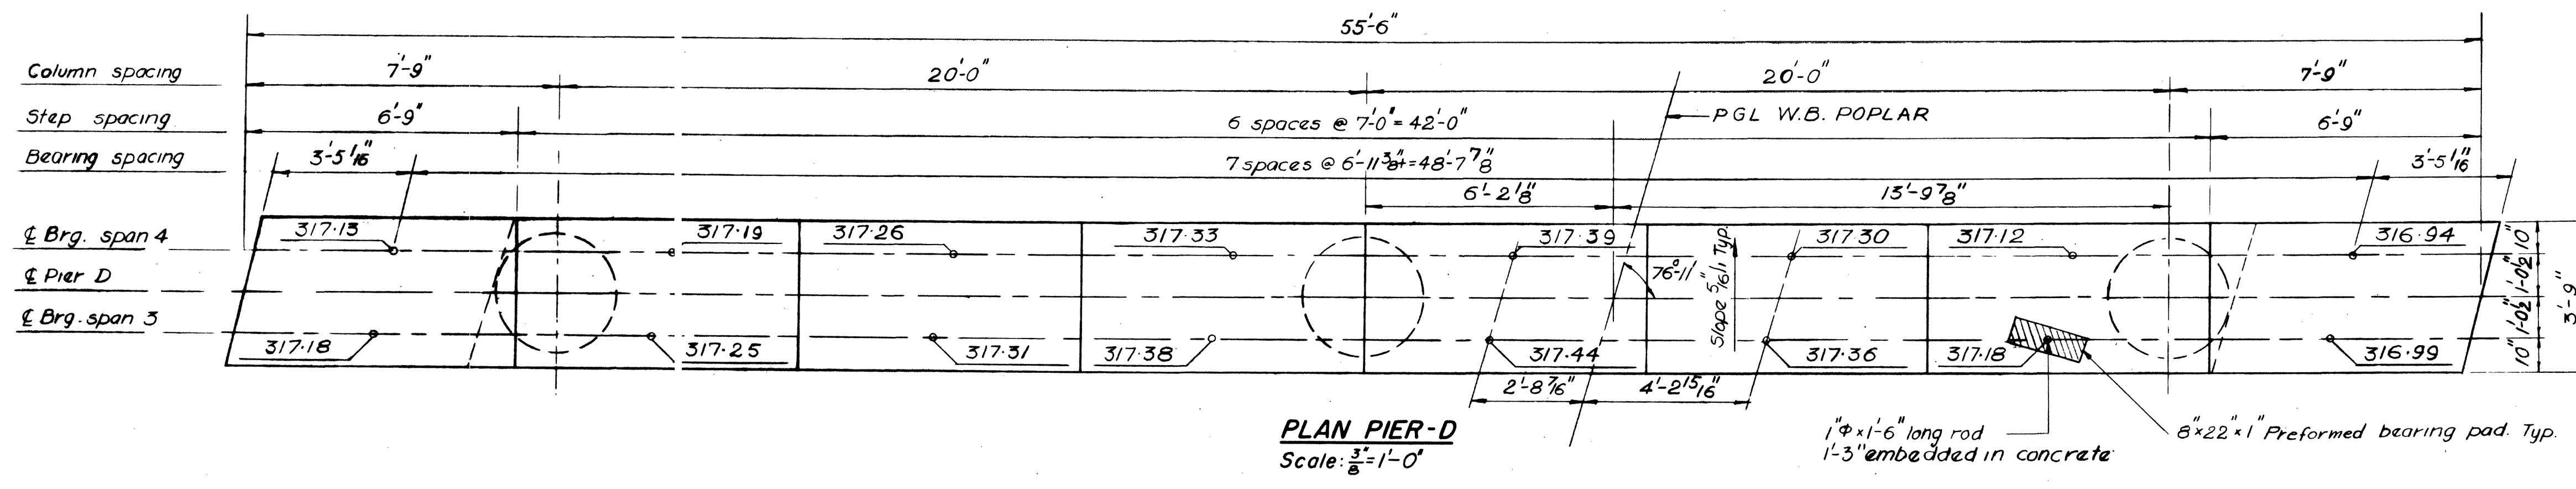 55'-6"
Column spacing 7'-9" 20'-0" 20'-0" 7'-9"
Step spacing 6'-9" 6 spaces @ 7'-0" = 42'-0" PGL W.B. POPLAR 6'-9"
Bearing spacing 3'-5 1/16" 7 spaces @ 6'-11 3/8"+ = 48'-7 7/8" 3'-5 1/16"
6'-2 1/8" 13'-9 7/8"
℄ Brg. span 4 317.13 317.19 317.26 317.33 317.39 317.30 317.12 316.94
℄ Pier D
76°-11'
Slope 5/16"/1' Typ.
10" 1'-0½" 1'-0½" 10"
3'-9"
℄ Brg. span 3
317.18 317.25 317.31 317.38 317.44 317.36 317.18 316.99
2'-8 7/16" 4'-2 15/16"
PLAN PIER-D
Scale: 3/8" = 1'-0"
1"Φ x 1'-6" long rod
1'-3" embedded in concrete
8" x 22" x 1" Preformed bearing pad. Typ.